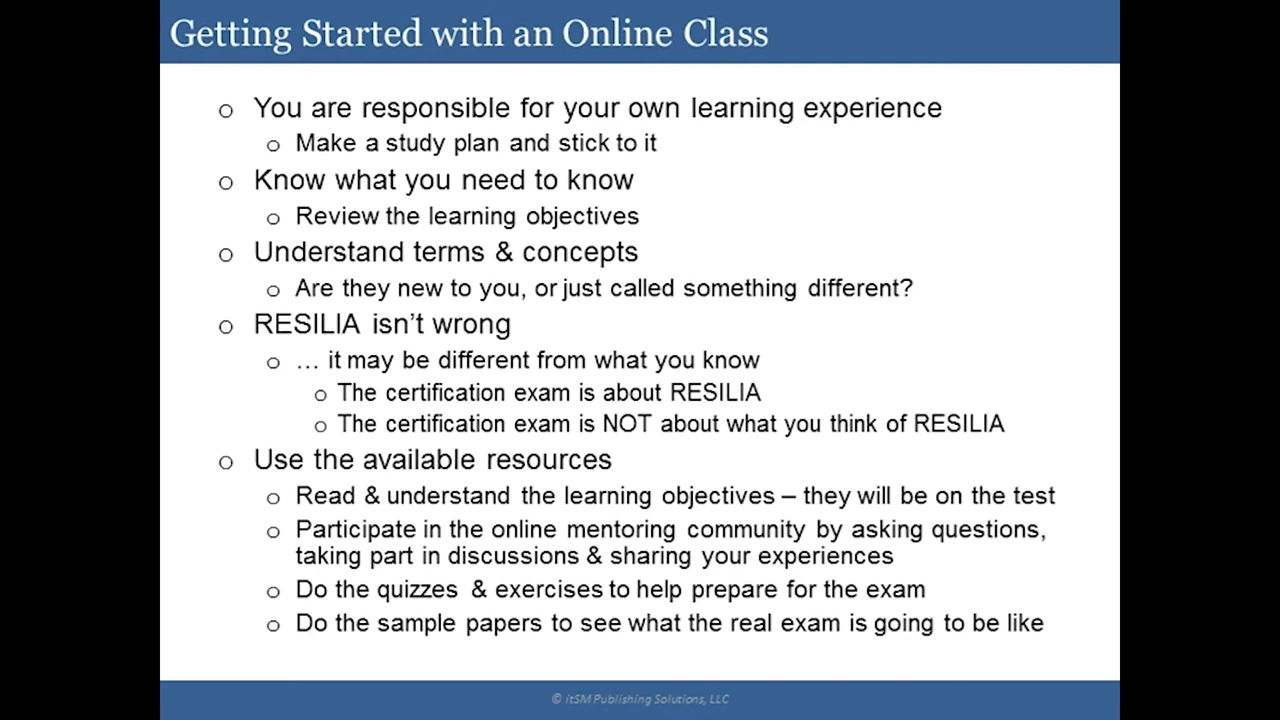 Getting Started with an Online Class
o You are responsible for your own learning experience
o Make a study plan and stick to it
o Know what you need to know
o Review the learning objectives
o Understand terms & concepts
o Are they new to you, or just called something different?
o RESILIA isn’t wrong
o … it may be different from what you know
o The certification exam is about RESILIA
o The certification exam is NOT about what you think of RESILIA
o Use the available resources
o Read & understand the learning objectives – they will be on the test
o Participate in the online mentoring community by asking questions,
taking part in discussions & sharing your experiences
o Do the quizzes & exercises to help prepare for the exam
o Do the sample papers to see what the real exam is going to be like
© itSM Publishing Solutions, LLC